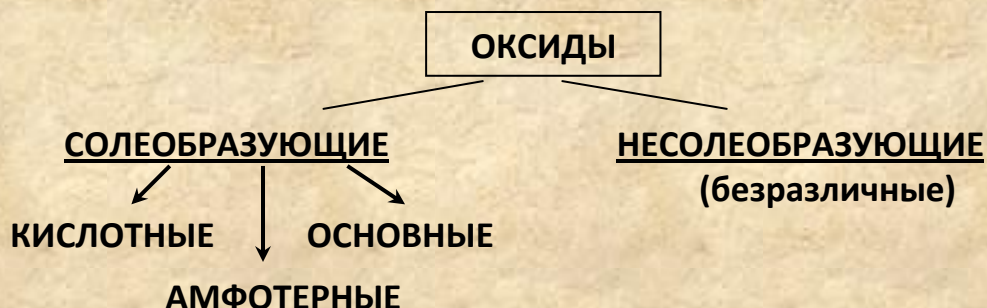 ОКСИДЫ
СОЛЕОБРАЗУЮЩИЕ
НЕСОЛЕОБРАЗУЮЩИЕ
(безразличные)
КИСЛОТНЫЕ
ОСНОВНЫЕ
АМФОТЕРНЫЕ